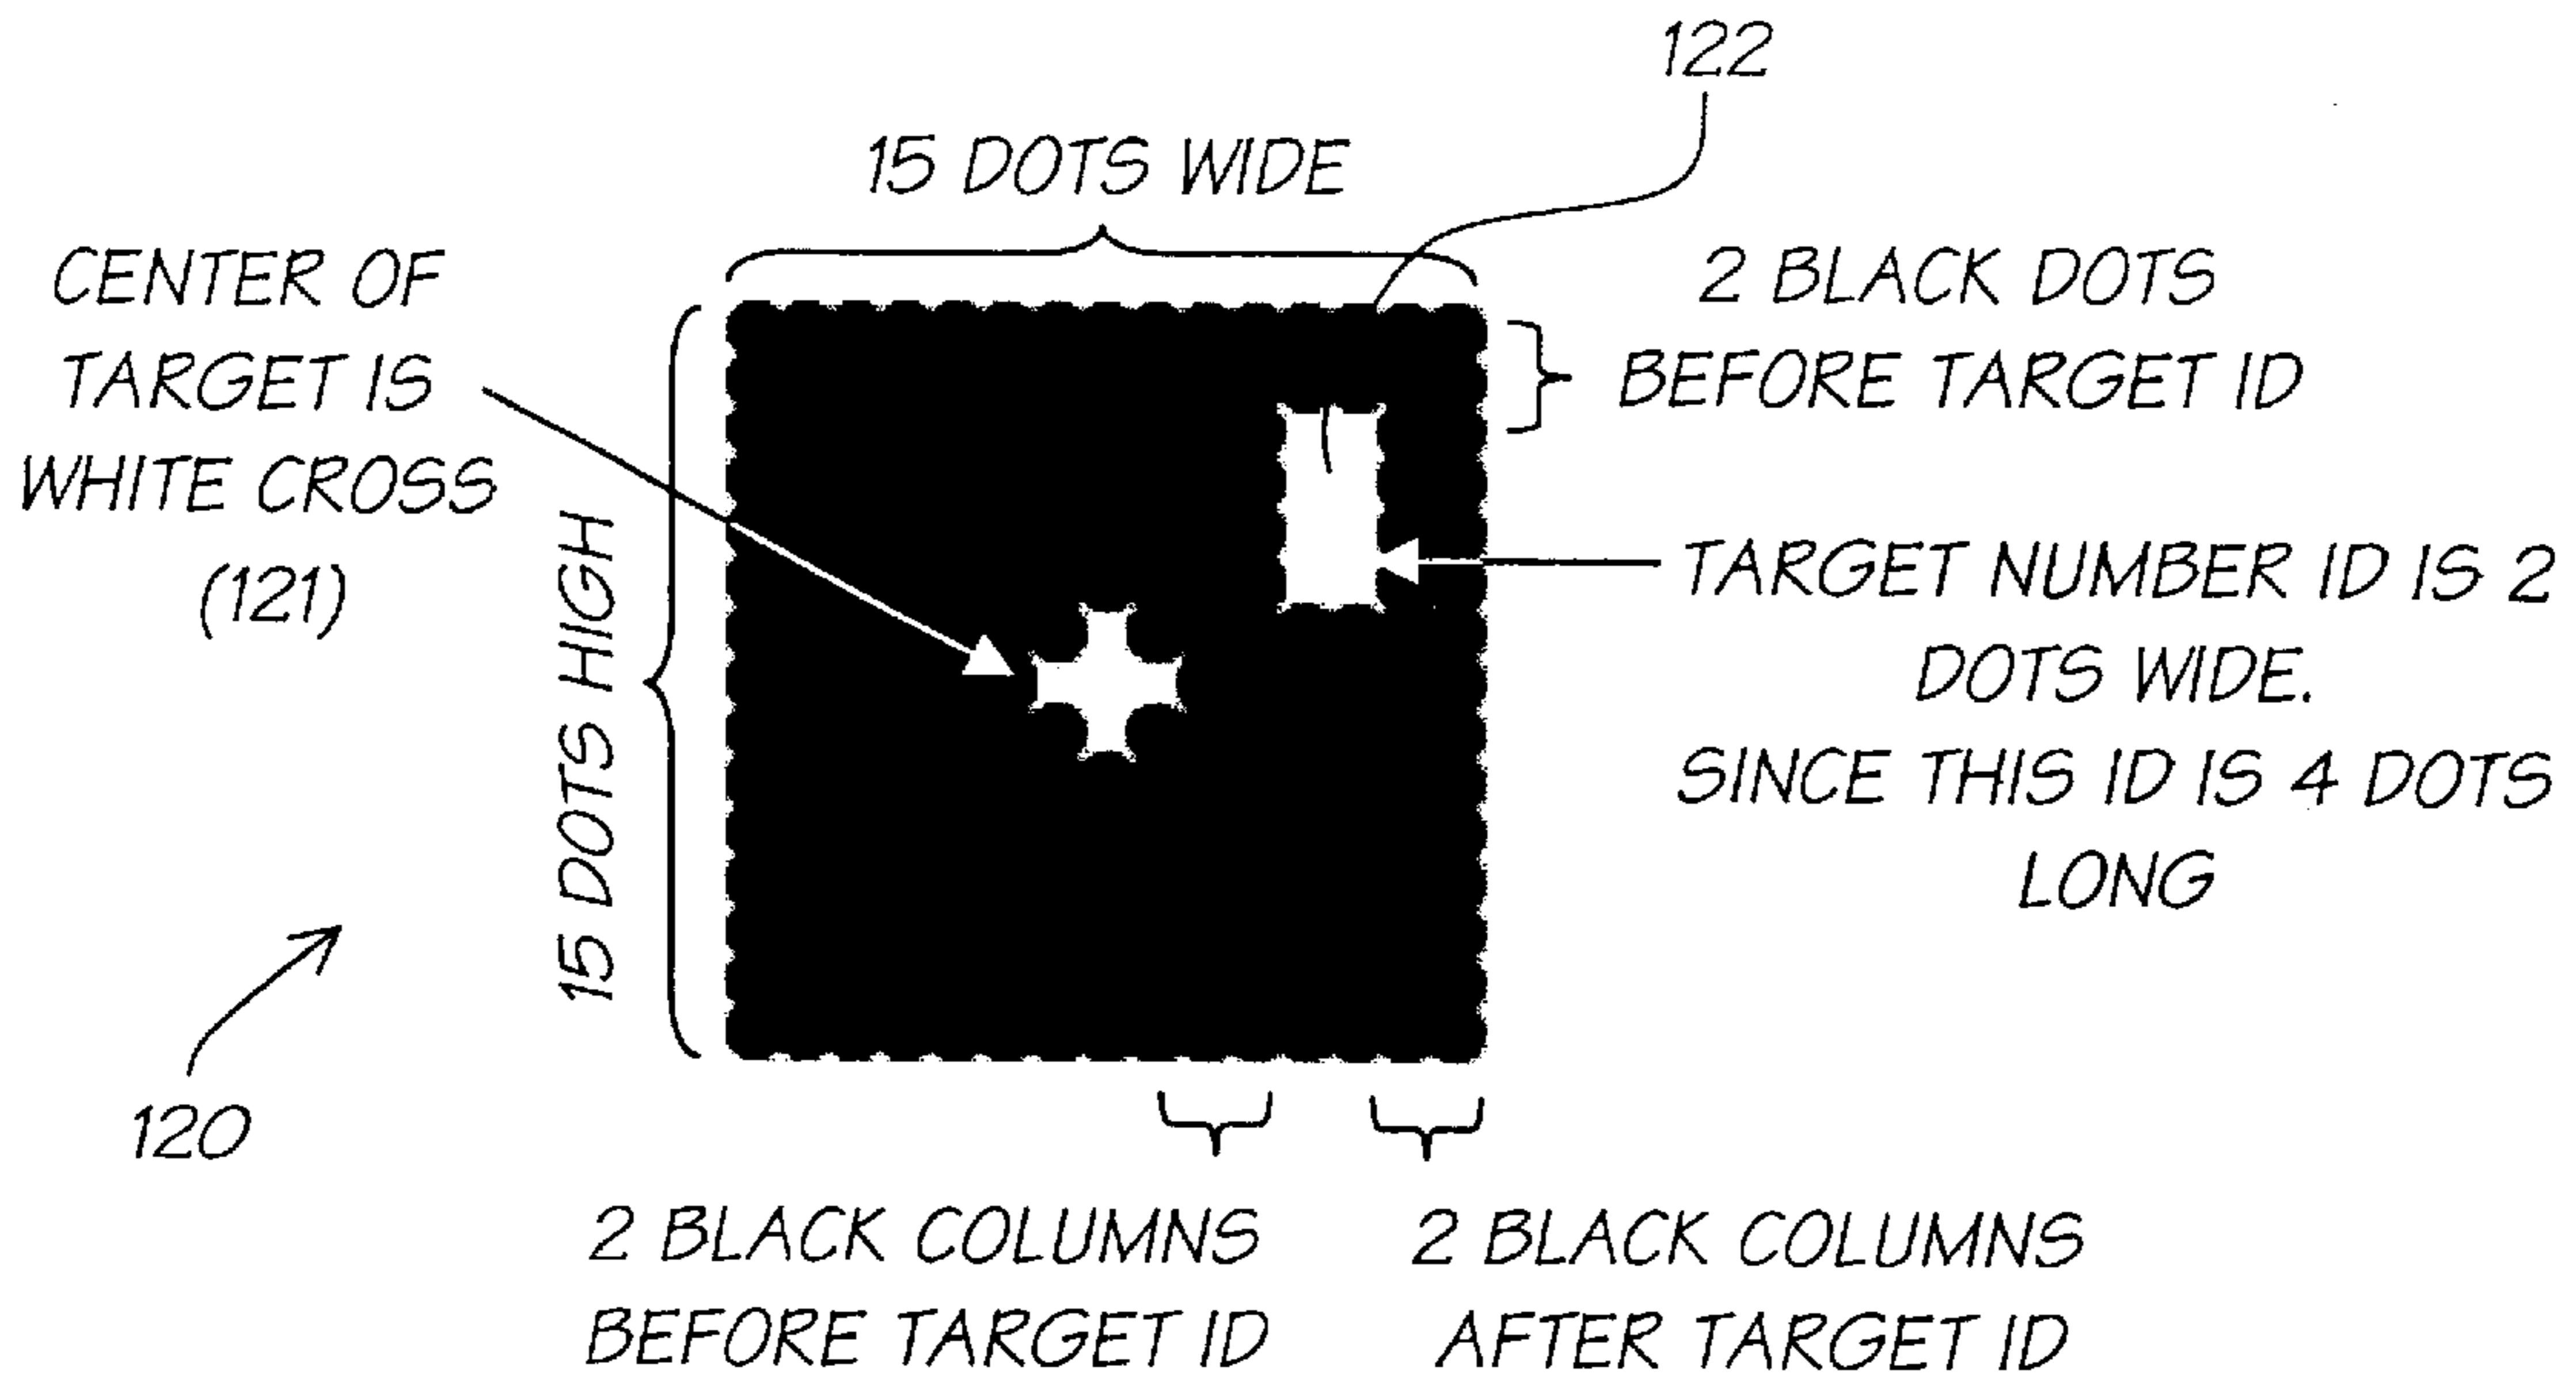 122
15 DOTS WIDE
CENTER OF
TARGET IS
WHITE CROSS
(121)
2 BLACK DOTS
BEFORE TARGET ID
15 DOTS HIGH
TARGET NUMBER ID IS 2
DOTS WIDE.
SINCE THIS ID IS 4 DOTS
LONG
120
2 BLACK COLUMNS
BEFORE TARGET ID
2 BLACK COLUMNS
AFTER TARGET ID